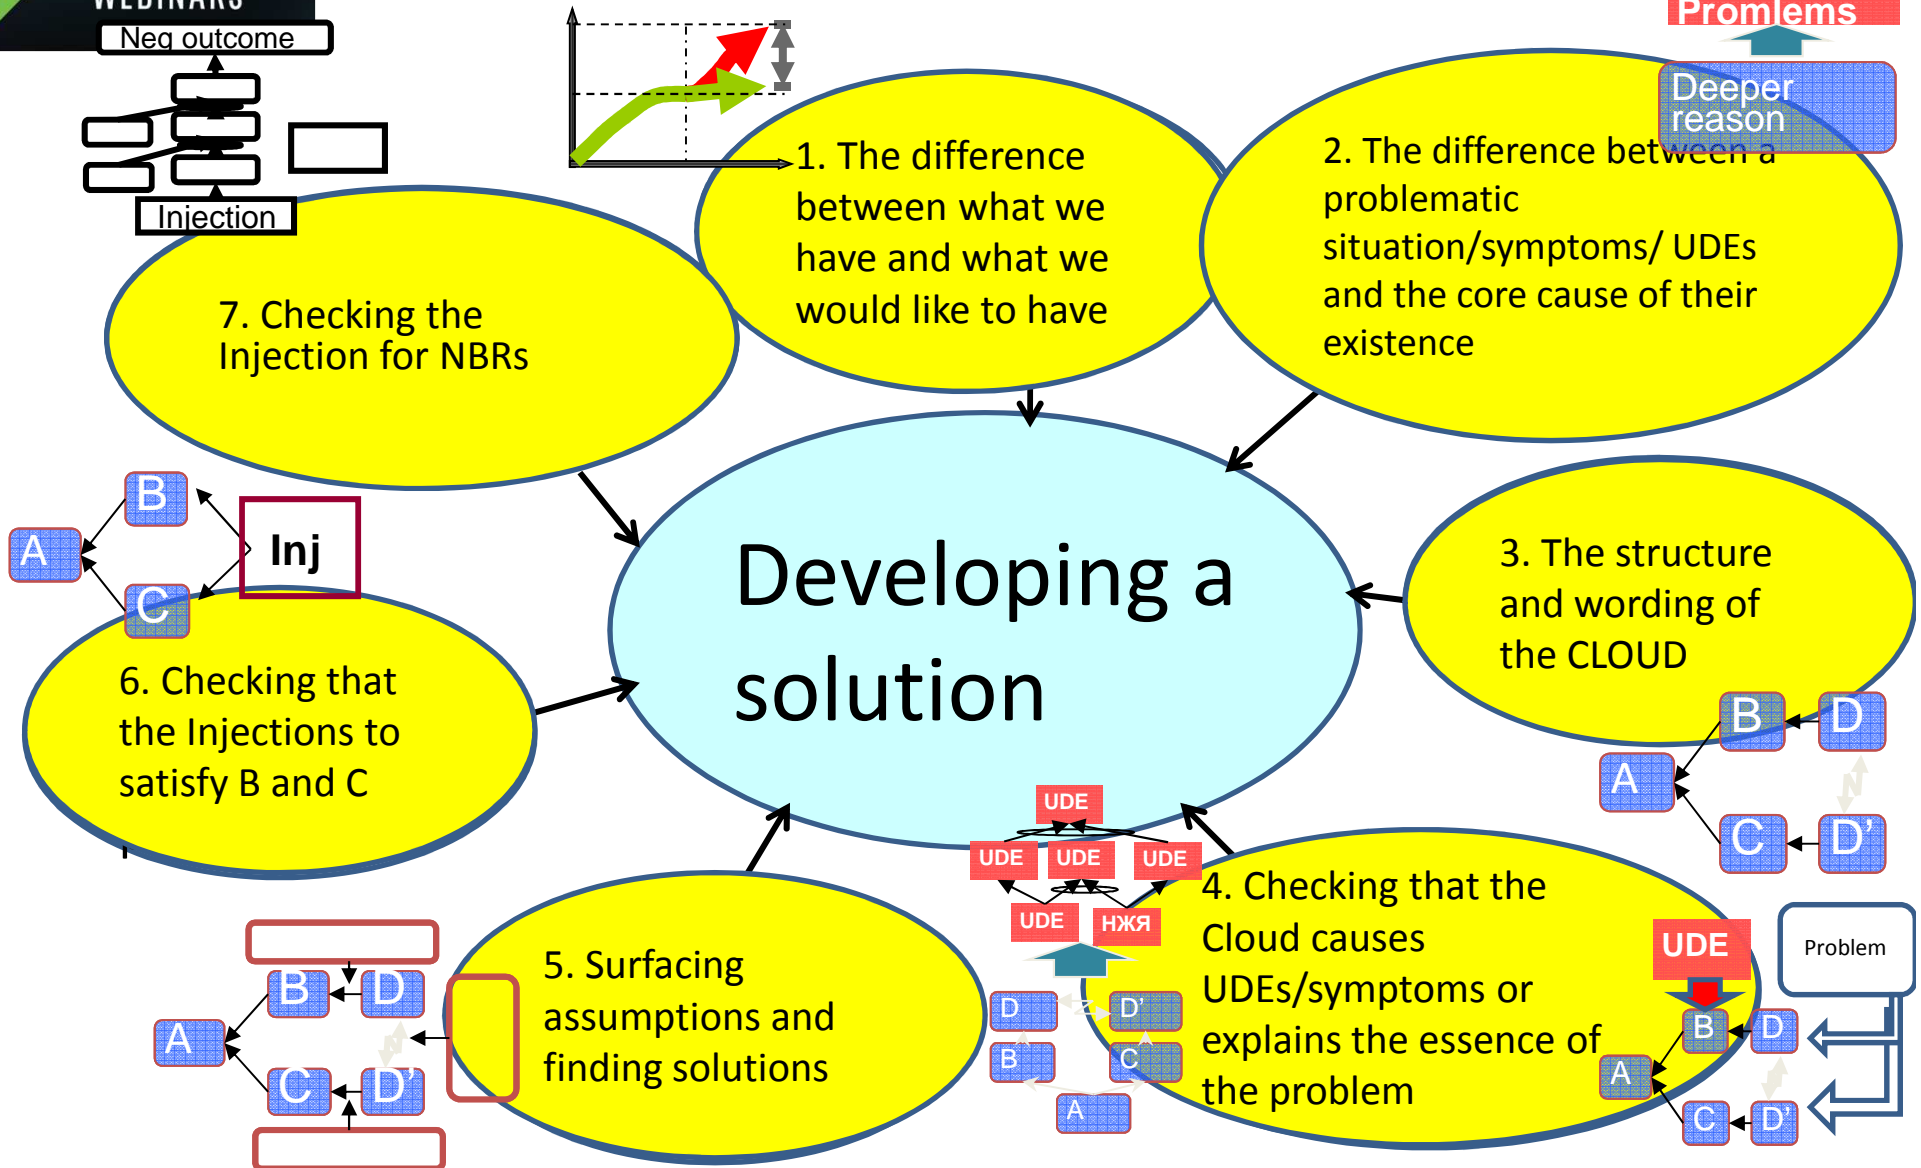 WEBINARS
Neg outcome
Injection
Promlems
Deeper
reason
1. The difference
between what we
have and what we
would like to have
2. The difference between a
problematic
situation/symptoms/ UDEs
and the core cause of their
existence
3. The structure
and wording of
the CLOUD
A
B
D
C
D'
4. Checking that the
Cloud causes
UDEs/symptoms or
explains the essence of
the problem
UDE
UDE
UDE
UDE
UDE
НЖЯ
D
D'
B
C
A
UDE
Problem
B
D
A
C
D'
5. Surfacing
assumptions and
finding solutions
B
D
A
C
D'
6. Checking that
the Injections to
satisfy B and C
B
A
C
Inj
7. Checking the
Injection for NBRs
Developing a
solution